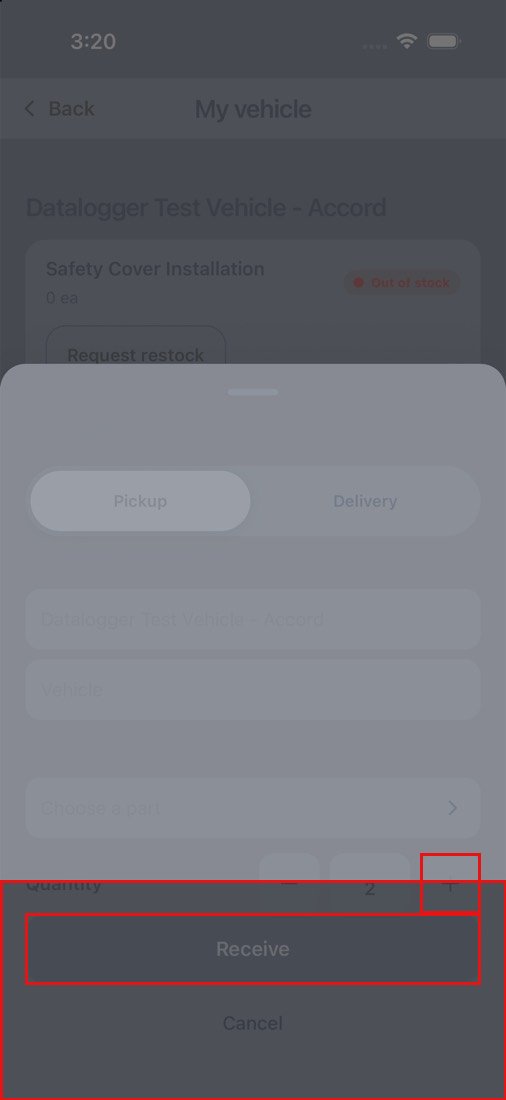 3:20
Back
My vehicle
Datalogger Test Vehicle - Accord
Safety Cover Installation
0 ea
Out of stock
Request restock
Pickup
Delivery
Datalogger Test Vehicle - Accord
Vehicle
Choose a part
Quantity
2
Receive
Cancel